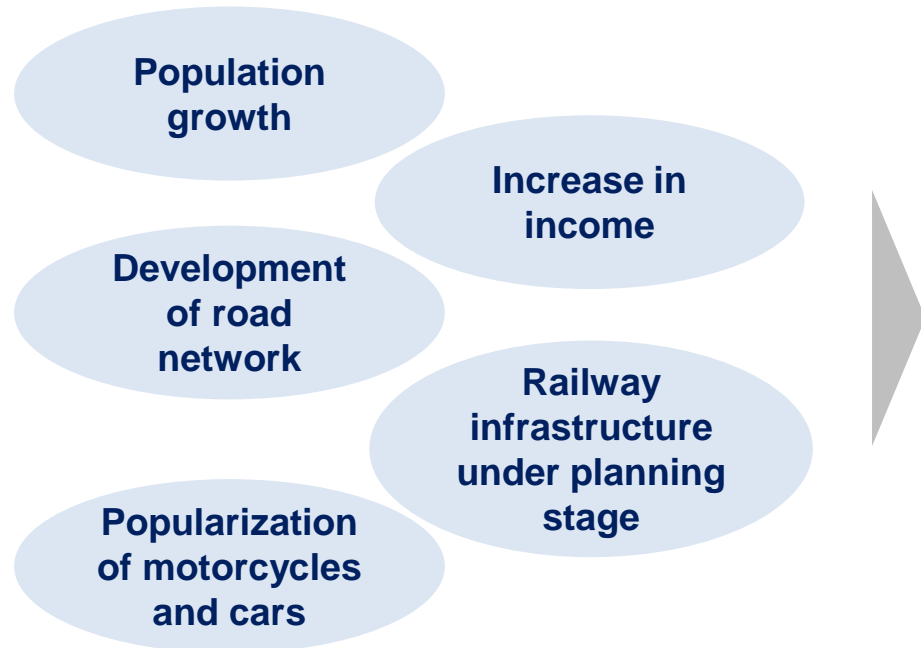 Population
growth
Increase in
income
Development
of road
network
Railway
infrastructure
under planning
stage
Popularization
of motorcycles
and cars